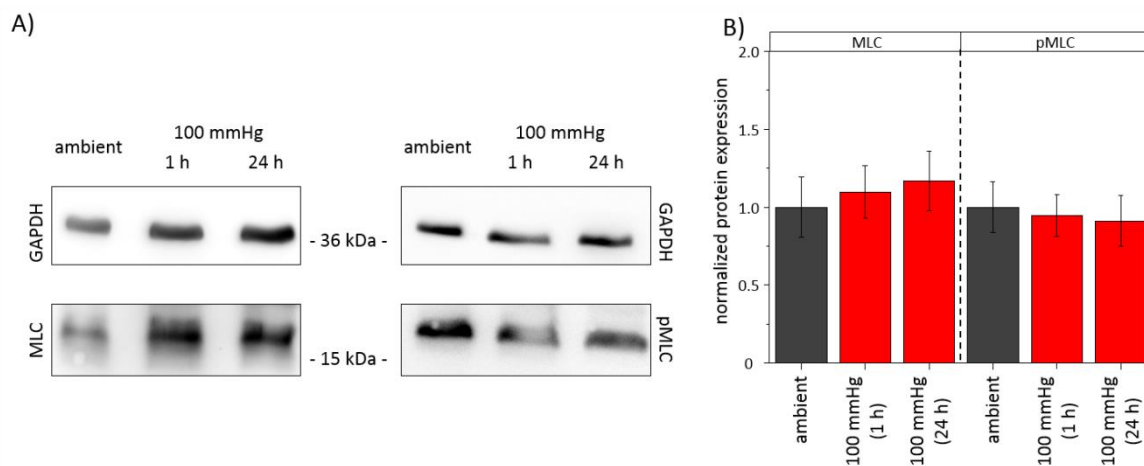 A)
ambient
100 mmHg
1 h
24 h
GAPDH
- 36 kDa -
MLC
- 15 kDa -
ambient
100 mmHg
1 h
24 h
GAPDH
pMLC
B)
MLC
pMLC
normalized protein expression
2.0
1.5
1.0
0.5
0
ambient
100 mmHg
(1 h)
100 mmHg
(24 h)
ambient
100 mmHg
(1 h)
100 mmHg
(24 h)